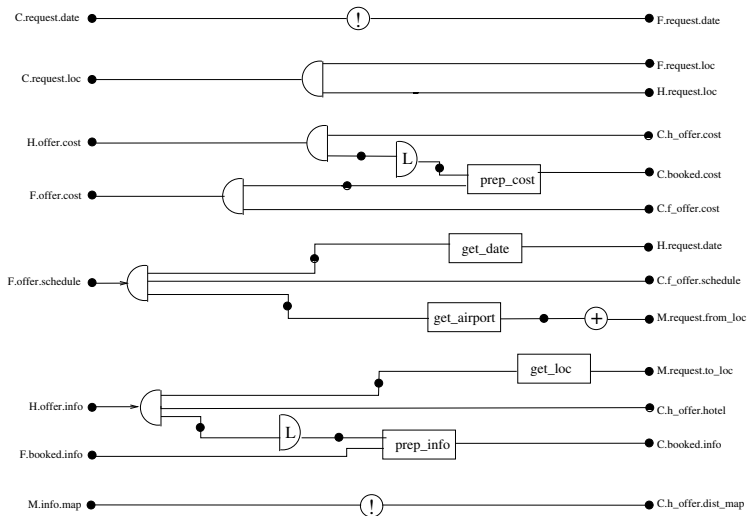 C.request.date
!
F.request.date
F.request.loc
C.request.loc
H.request.loc
C.h_offer.cost
H.offer.cost
L
C.booked.cost
prep_cost
F.offer.cost
C.f_offer.cost
get_date
H.request.date
F.offer.schedule
C.f_offer.schedule
get_airport
+
M.request.from_loc
get_loc
M.request.to_loc
H.offer.info
C.h_offer.hotel
L
prep_info
C.booked.info
F.booked.info
M.info.map
!
C.h_offer.dist_map